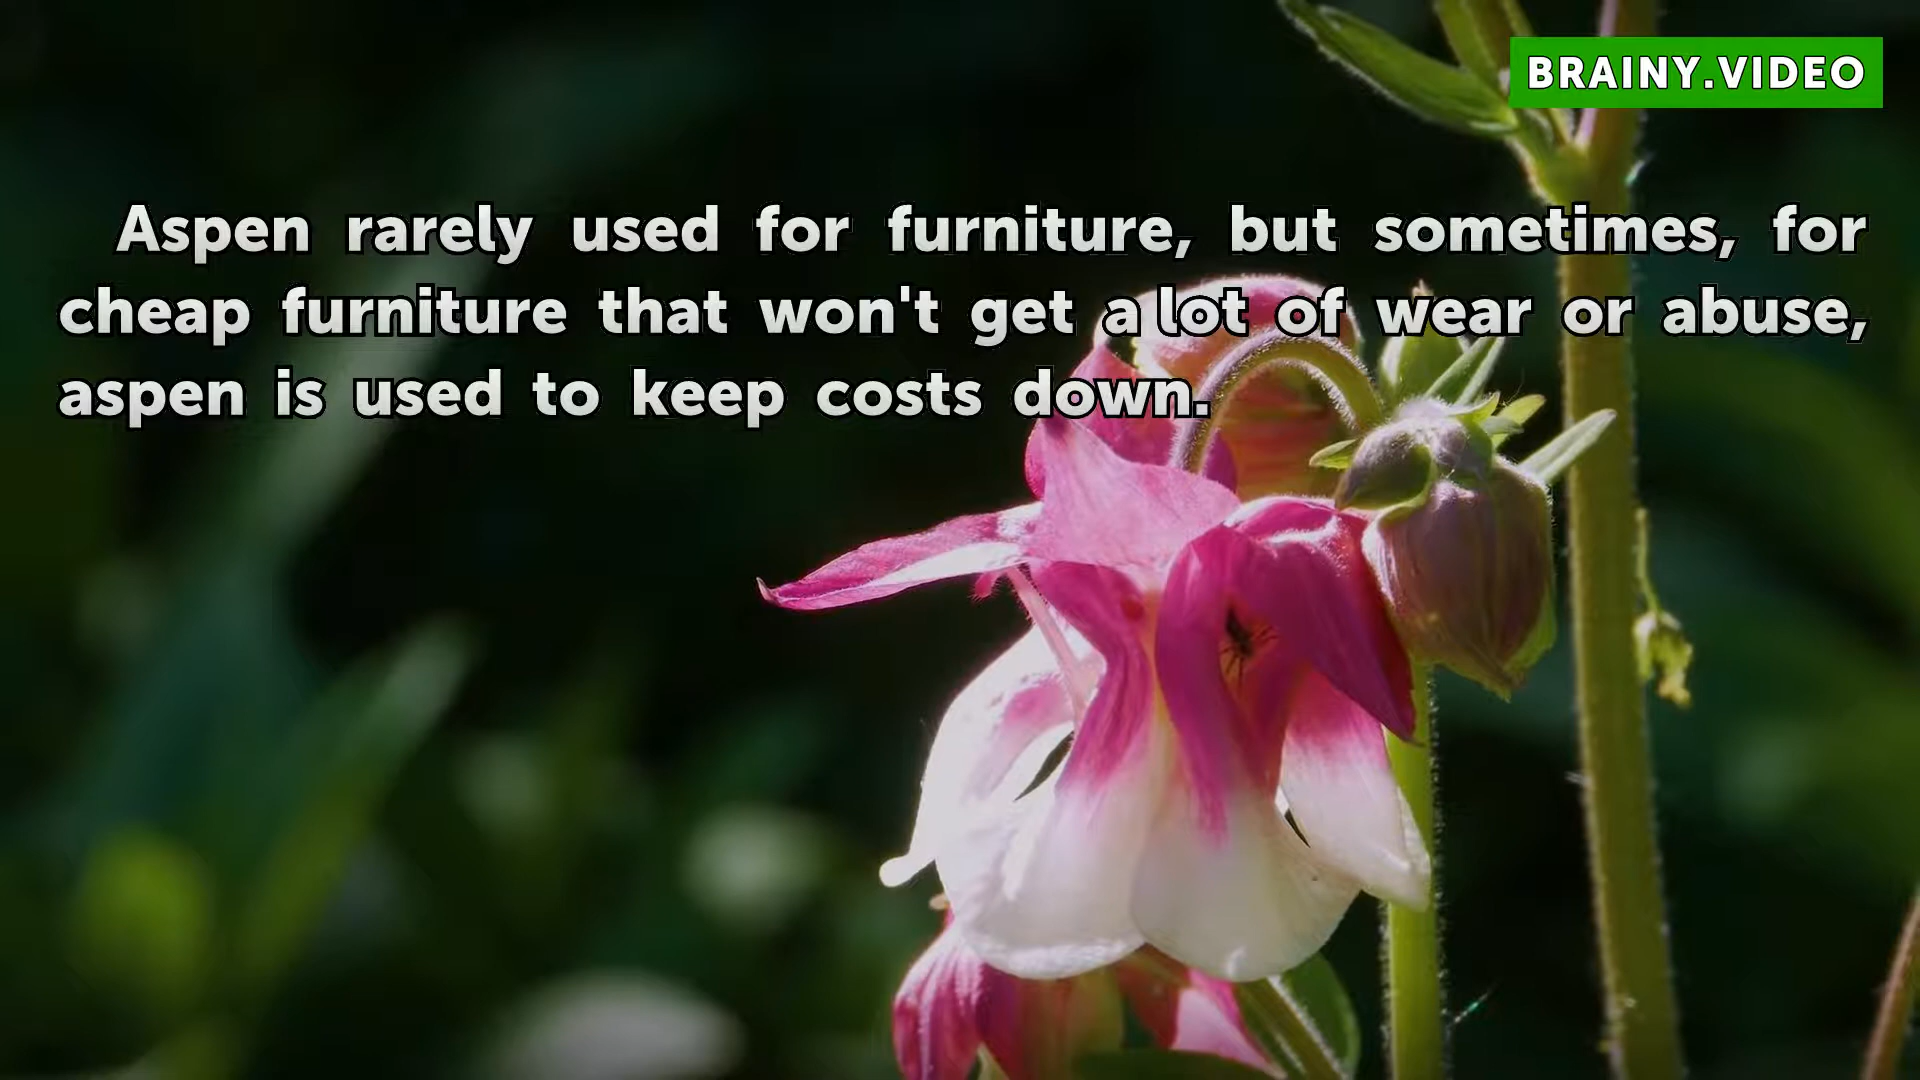 BRAINY.VIDEO
Aspen rarely used for furniture, but sometimes, for
cheap furniture that won't get a lot of wear or abuse,
aspen is used to keep costs down.